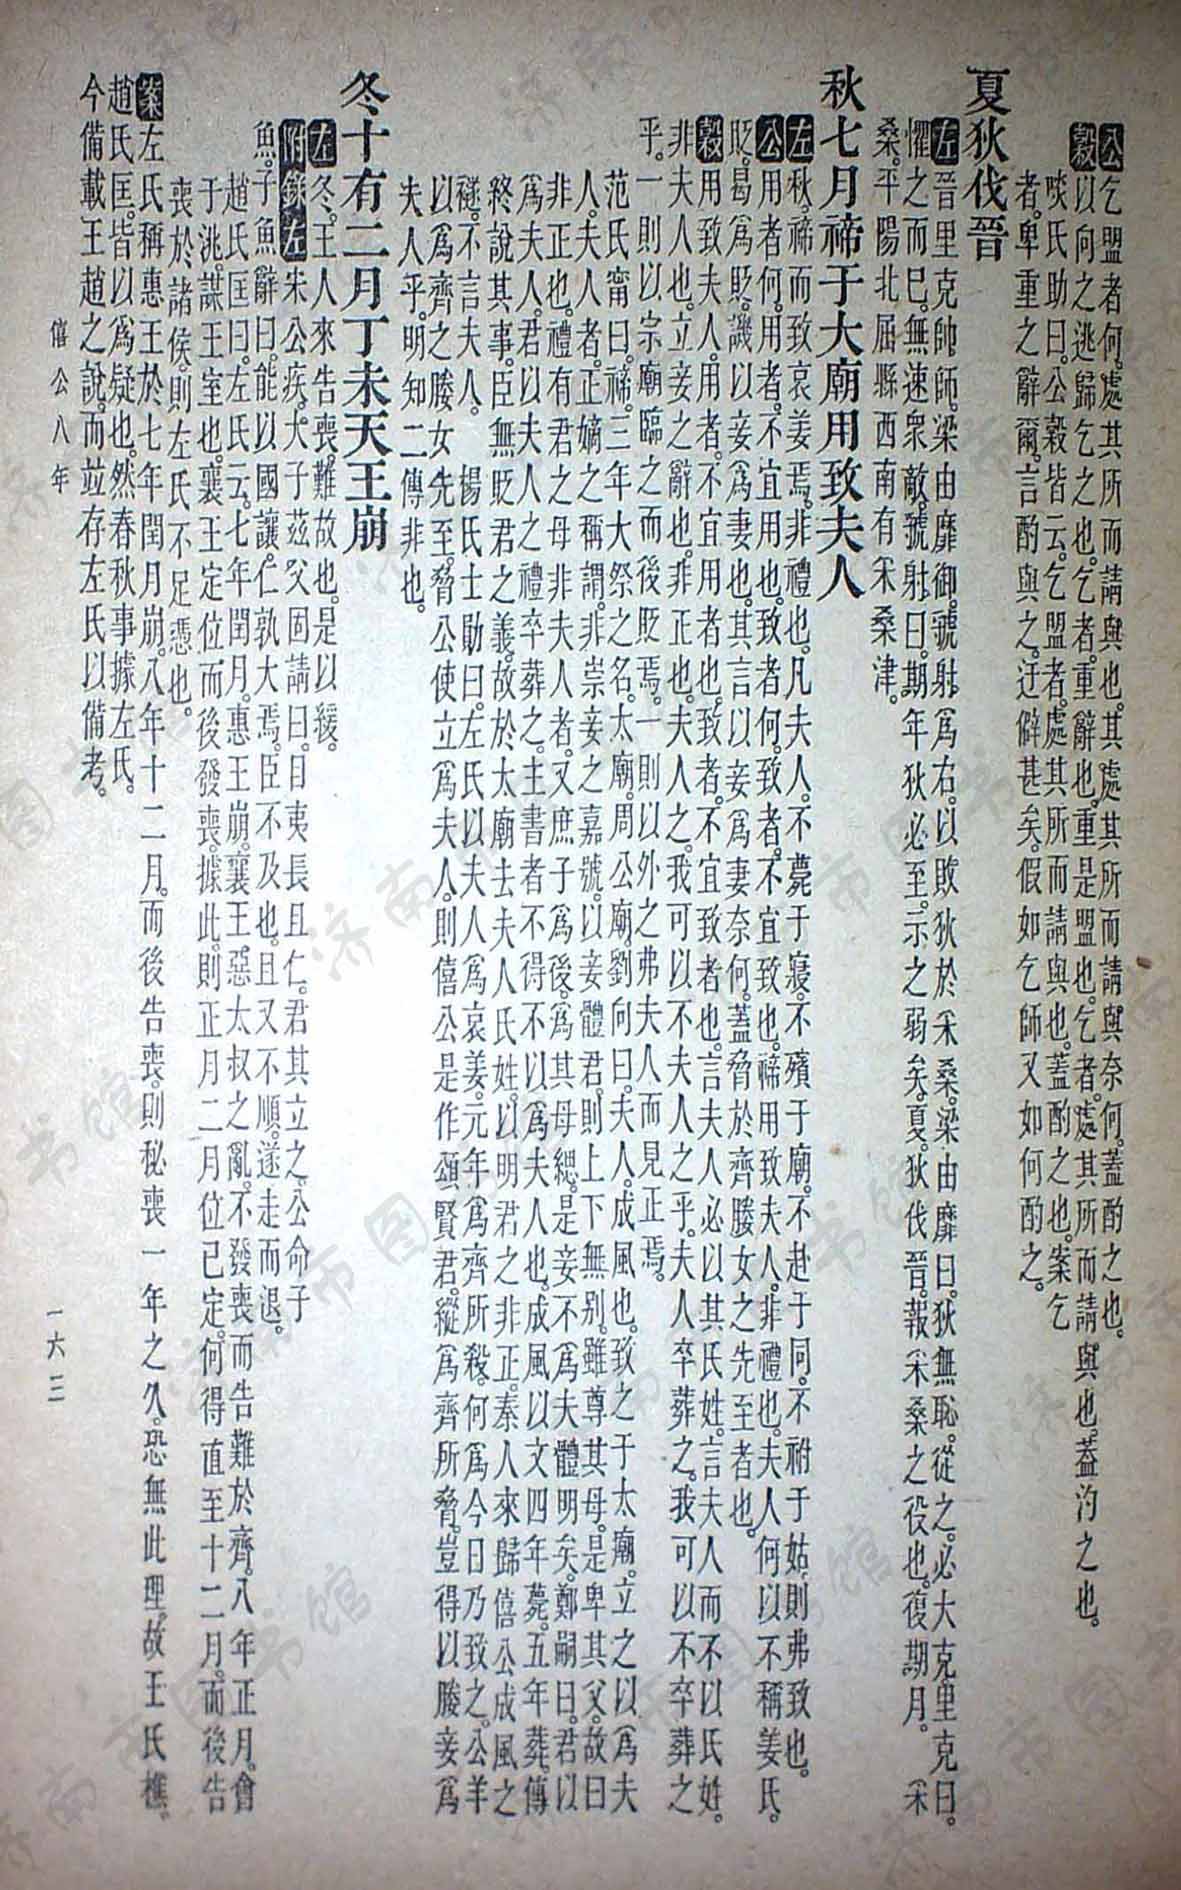 公乞盟者何。處其所而請與也。其處其所而請與奈何。蓋酌之也。
穀以向之逃歸乞之也。乞者。重辭也。重是盟也。乞者。處其所而請與也。蓋汋之也。
啖氏助曰。公穀皆云。乞盟者。處其所而請與也。蓋酌之也。案乞
者。卑重之辭爾。言酌與之。迂僻甚矣。假如乞師又如何酌之。
夏狄伐晉
左晉里克帥師。梁由靡御。虢射爲右。以敗狄於采桑。梁由靡曰。狄無恥。從之。必大克。里克曰。
懼之而已。無速衆敵。虢射曰。期年狄必至。示之弱矣。夏。狄伐晉。報采桑之役也。復期月。 采
桑。平陽北屈縣西南有采桑津。
秋七月禘于大廟用致夫人
左秋。禘而致哀姜焉。非禮也。凡夫人。不薨于寢。不殯于廟。不赴于同。不祔于姑。則弗致也。
公用者何。用者。不宜用也。致者何。致者。不宜致也。禘用致夫人。非禮也。夫人何以不稱姜氏。
貶。曷爲貶。譏以妾爲妻也。其言以妾爲妻奈何。蓋脅於齊媵女之先至者也。
穀用致夫人。用者。不宜用者也。致者。不宜致者也。言夫人必以其氏姓。言夫人而不以氏姓。
非夫人也。立妾之辭也。非正也。夫人之。我可以不夫人之乎。夫人卒葬之。我可以不卒葬之
乎。一則以宗廟臨之而後貶焉。一則以外之弗夫人而見正焉。
范氏甯曰。禘。三年大祭之名。太廟。周公廟。劉向曰。夫人。成風也。致之于太廟。立之以爲夫
人。夫人者。正嫡之稱謂。非崇妾之嘉號。以妾體君。則上下無別。雖尊其母。是卑其父。故曰
非正也。禮有君之母非夫人者。又庶子爲後。爲其母緦。是妾不爲夫體明矣。鄭嗣曰。君以
爲夫人。君以夫人之禮卒葬之。主書者不得不以爲夫人也。成風以文四年薨。五年葬。傳
終說其事。臣無貶君之義。故於太廟去夫人氏姓。以明君之非正。秦人來歸僖公成風之
襚。不言夫人。 楊氏士勛曰。左氏以夫人爲哀姜。元年爲齊所殺。何爲今日乃致之。公羊
以爲齊之媵女先至。脅公使立爲夫人。則僖公是作頌賢君。縱爲齊所脅。豈得以媵妾爲
夫人乎。明知二傳非也。
冬十有二月丁未天王崩
左冬。王人來告喪。難故也。是以緩。
附錄左宋公疾。大子茲父固請曰。目夷長且仁。君其立之。公命子
魚。子魚辭曰。能以國讓。仁孰大焉。臣不及也。且又不順。遂走而退。
趙氏匡曰。左氏云。七年閏月。惠王崩。襄王惡太叔之亂。不發喪而告難於齊。八年正月。會
于洮。謀王室也。襄王定位而後發喪。據此。則正月二月位已定。何得直至十二月。而後告
喪於諸侯。則左氏不足憑也。
案左氏稱惠王於七年閏月崩。八年十二月。而後告喪。則秘喪一年之久。恐無此理。故王氏樵。
趙氏匡。皆以爲疑也。然春秋事據左氏。
今備載王趙之說。而竝存左氏以備考。
僖公八年
一六三